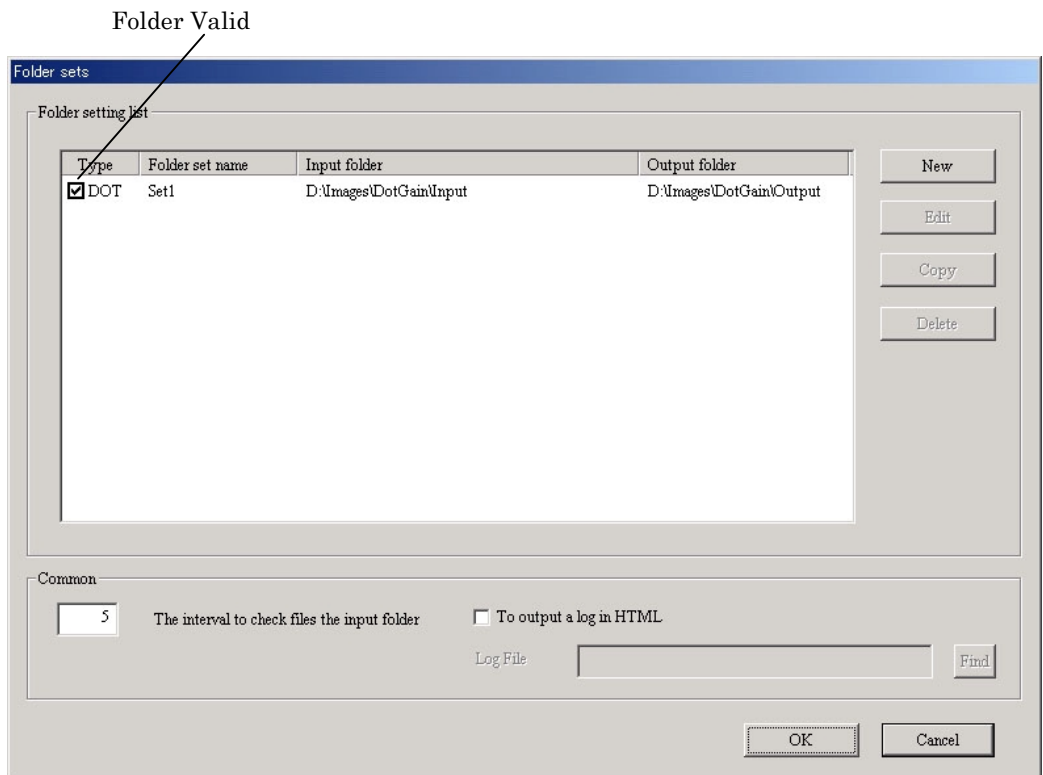 Folder Valid
Folder sets
Folder setting list
Type Folder set name Input folder Output folder
DOT Set1 D:\Images\DotGain\Input D:\Images\DotGain\Output
New
Edit
Copy
Delete
Common
5 The interval to check files the input folder To output a log in HTML
Log File Find
OK Cancel